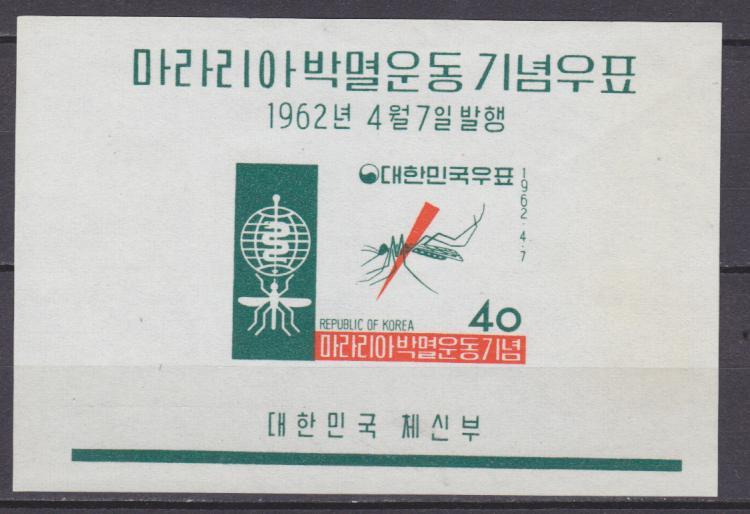 마라리아박멸운동기념우표
1962년 4월7일발행
대한민국우표
1962.4.7
REPUBLIC OF KOREA
40
마라리아박멸운동기념
대한민국 체신부